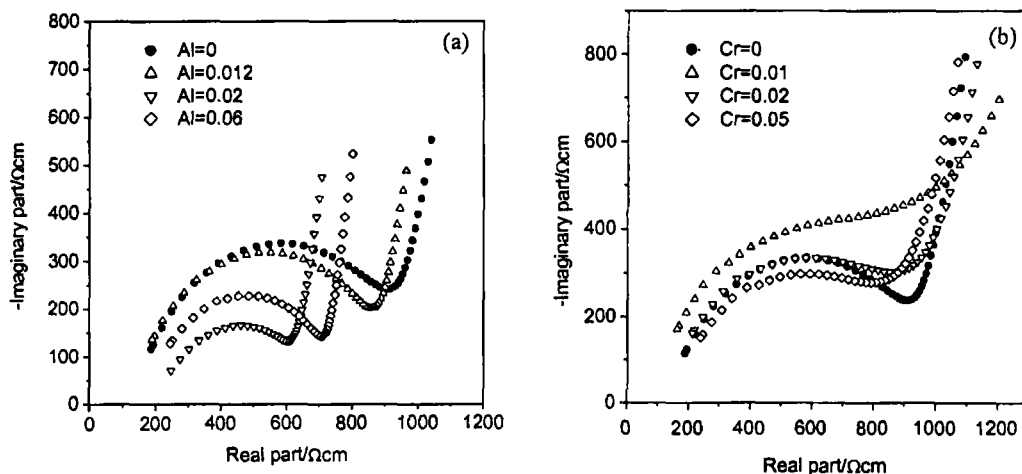 (a)
Al=0
Al=0.012
Al=0.02
Al=0.06
800
700
600
500
400
300
200
100
0
-Imaginary part/Ωcm
0 200 400 600 800 1000 1200
Real part/Ωcm
(b)
Cr=0
Cr=0.01
Cr=0.02
Cr=0.05
800
600
400
200
0
-Imaginary part/Ωcm
0 200 400 600 800 1000 1200
Real part/Ωcm